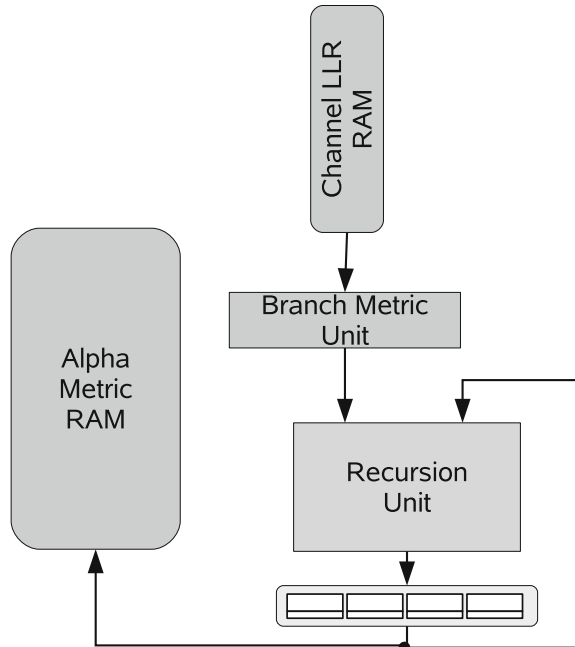 Channel LLR
RAM
Branch Metric
Unit
Alpha
Metric
RAM
Recursion
Unit